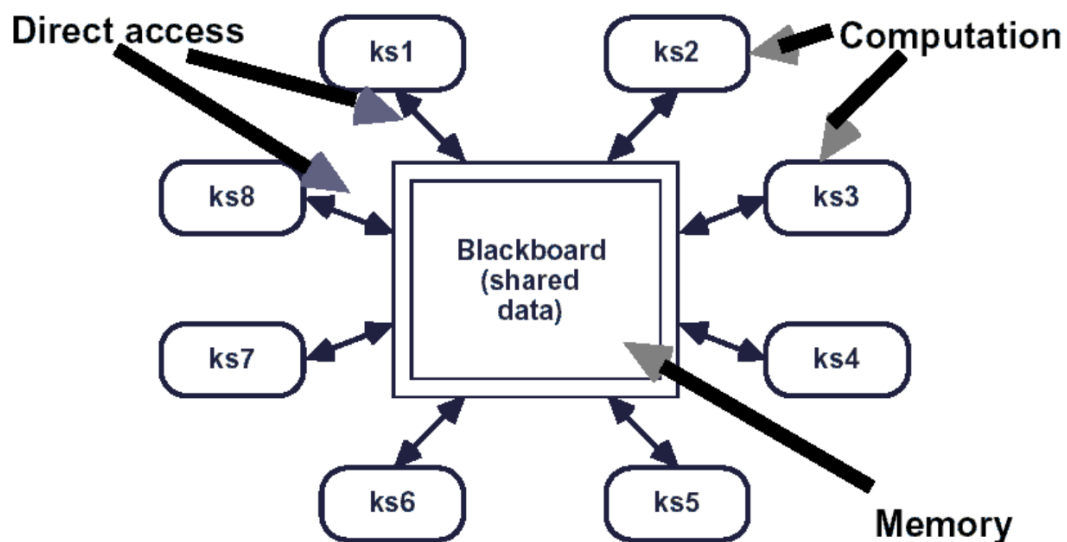 Direct access
ks1
ks2
Computation
ks8
ks3
Blackboard
(shared
data)
ks7
ks4
ks6
ks5
Memory